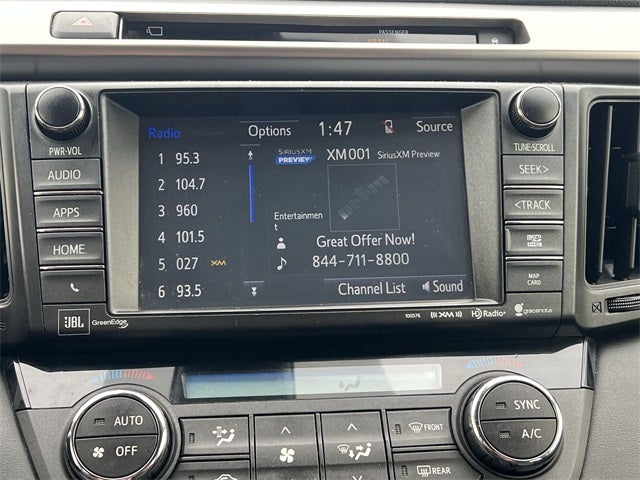 PASSENGER
PWR•VOL
AUDIO
APPS
HOME
JBL GreenEdge
Radio Options 1:47 Source
1 95.3
2 104.7
3 960
4 101.5
5 027 XM
6 93.5
SIRIUSXM
PREVIEW
XM001 SiriusXM Preview
Entertainmen
t
Great Offer Now!
844-711-8800
Channel List Sound
TUNE•SCROLL
SEEK>
<TRACK
MAP
CARD
100576 ((XM)) HD Radio gracenote
AUTO
OFF
FRONT
REAR
SYNC
A/C